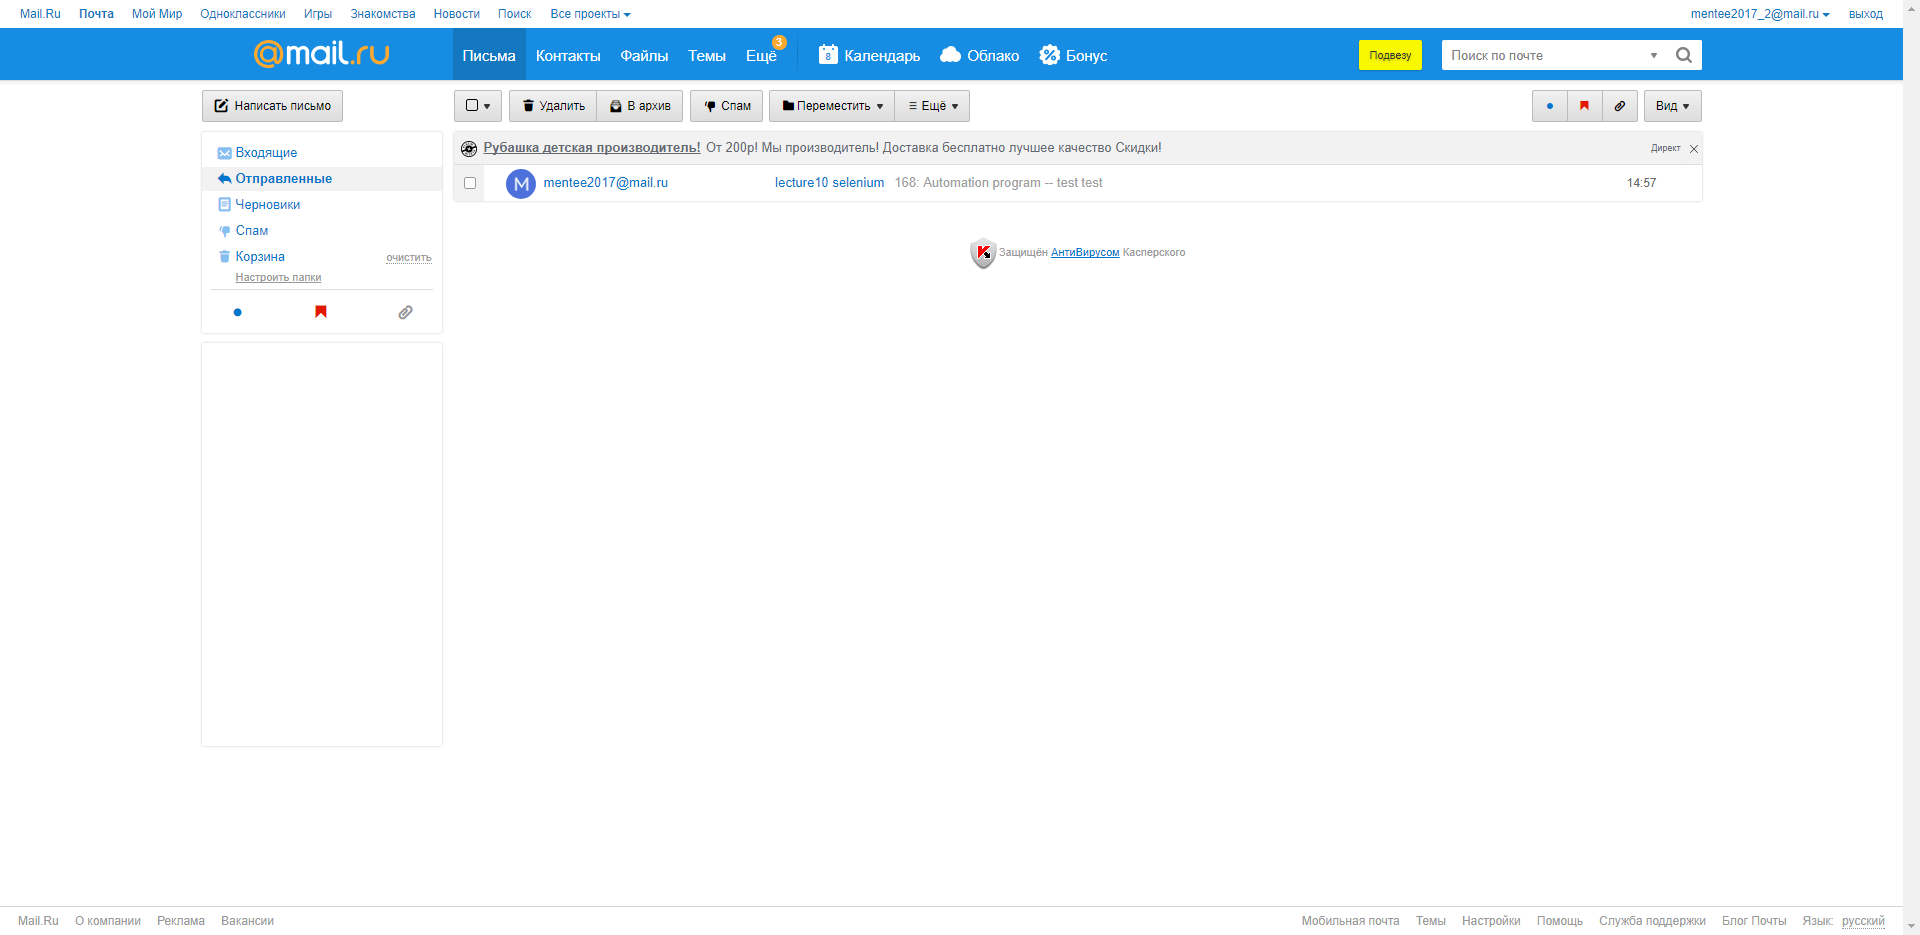 Mail.Ru Почта Мой Мир Одноклассники Игры Знакомства Новости Поиск Все проекты mentee2017_2@mail.ru выход
@mail.ru Письма Контакты Файлы Темы Ещё 3 8 Календарь Облако Бонус Подвезу Поиск по почте
Написать письмо Удалить В архив Спам Переместить Ещё Вид
Рубашка детская производитель! От 200р! Мы производитель! Доставка бесплатно лучшее качество Скидки! Директ
M mentee2017@mail.ru lecture10 selenium 168: Automation program -- test test 14:57
Входящие
Отправленные
Черновики
Спам
Корзина очистить
Настроить папки
Защищён АнтиВирусом Касперского
Mail.Ru О компании Реклама Вакансии Мобильная почта Темы Настройки Помощь Служба поддержки Блог Почты Язык: русский